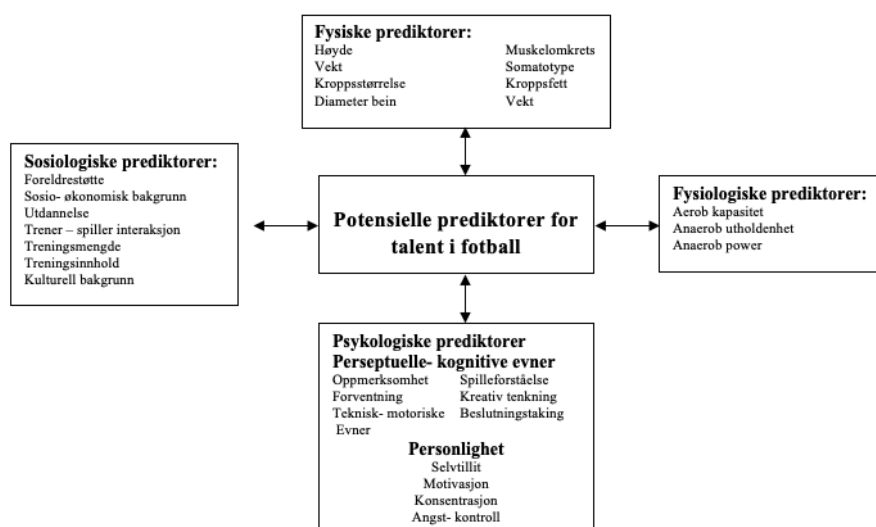 Fysiske prediktorer:
Høyde Muskelomkrets
Vekt Somatotype
Kroppsstørrelse Kroppsfett
Diameter bein Vekt
Sosiologiske prediktorer:
Foreldrestøtte
Sosio- økonomisk bakgrunn
Utdannelse
Trener – spiller interaksjon
Treningsmengde
Treningsinnhold
Kulturell bakgrunn
Potensielle prediktorer for
talent i fotball
Fysiologiske prediktorer:
Aerob kapasitet
Anaerob utholdenhet
Anaerob power
Psykologiske prediktorer
Perseptuelle- kognitive evner
Oppmerksomhet Spilleforståelse
Forventning Kreativ tenkning
Teknisk- motoriske Beslutningstaking
Evner
Personlighet
Selvtillit
Motivasjon
Konsentrasjon
Angst- kontroll